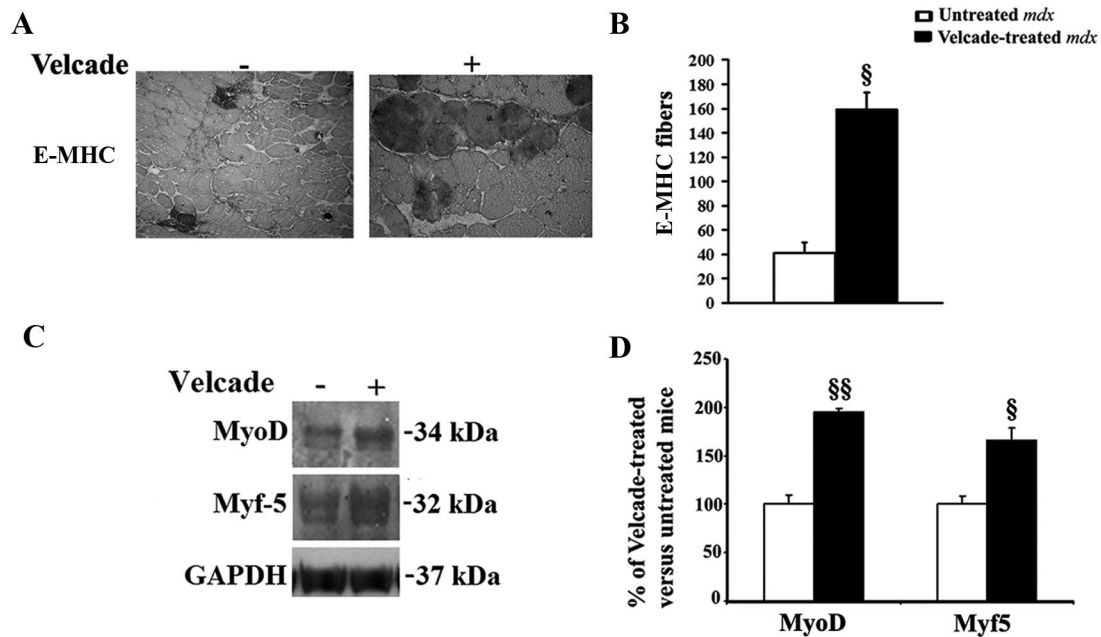 A
Velcade - +
E-MHC
B
Untreated mdx
Velcade-treated mdx
E-MHC fibers
200
180
160
140
120
100
80
60
40
20
0
§
C
Velcade - +
MyoD -34 kDa
Myf-5 -32 kDa
GAPDH -37 kDa
D
% of Velcade-treated
versus untreated mice
250
200
150
100
50
0
§§
§
MyoD Myf5